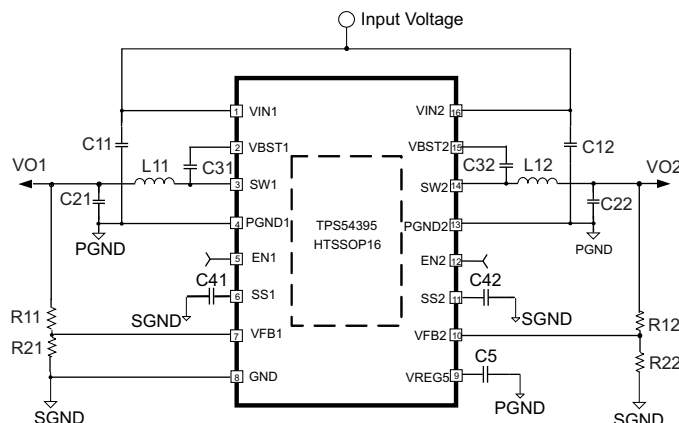 Input Voltage
1 VIN1
VIN2 16
C11
C12
2 VBST1
VBST2 15
VO1
L11
C31
C32
L12
VO2
3 SW1
SW2 14
C21
C22
4 PGND1
PGND2 13
TPS54395
HTSSOP16
PGND
PGND
5 EN1
EN2 12
C41
C42
6 SS1
SS2 11
SGND
SGND
R11
R12
7 VFB1
VFB2 10
R21
R22
C5
8 GND
VREG5 9
SGND
PGND
SGND